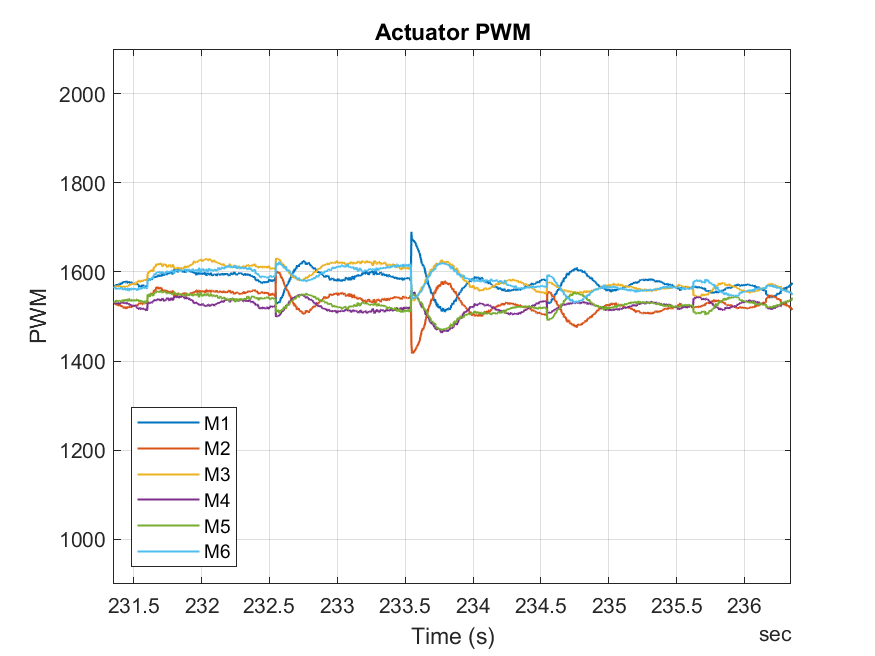 Actuator PWM
2000
1800
1600
1400
1200
1000
PWM
M1
M2
M3
M4
M5
M6
231.5 232 232.5 233 233.5 234 234.5 235 235.5 236
Time (s)
sec